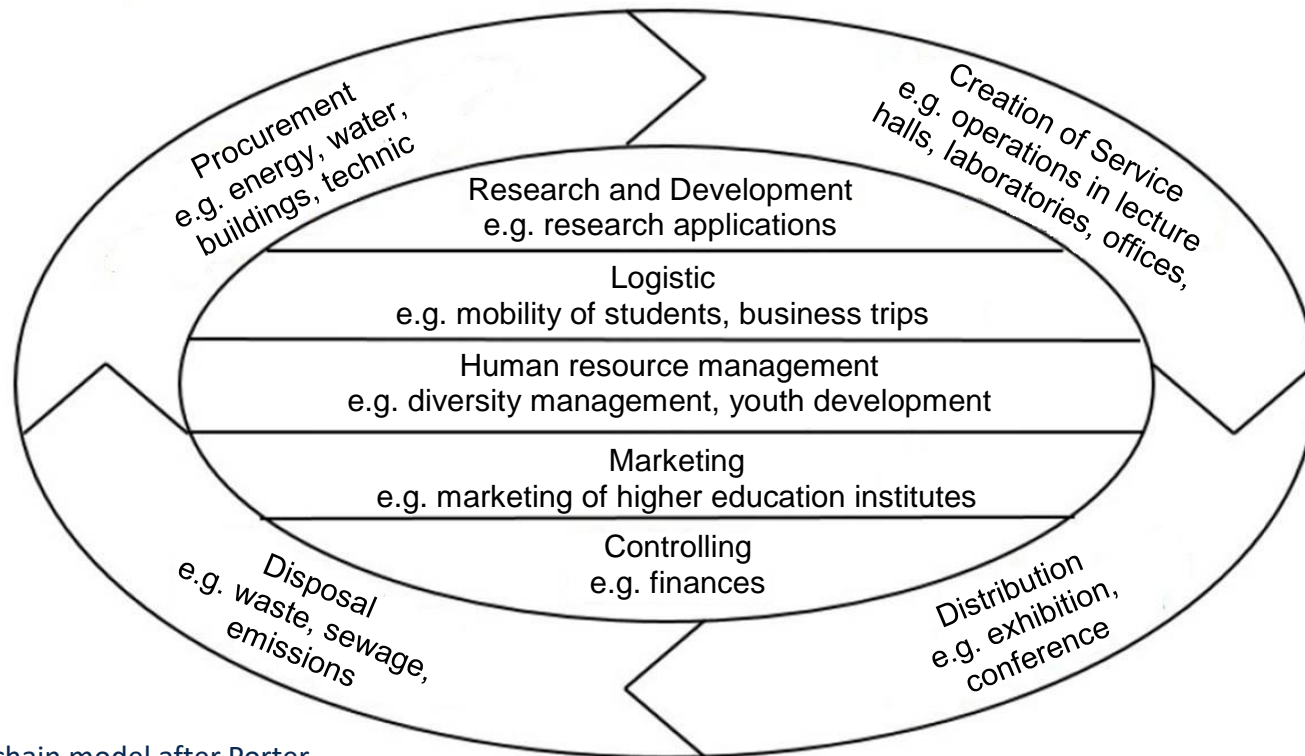 Procurement
e.g. energy, water,
buildings, technic
Creation of Service
e.g. operations in lecture
halls, laboratories, offices,
Research and Development
e.g. research applications
Logistic
e.g. mobility of students, business trips
Human resource management
e.g. diversity management, youth development
Marketing
e.g. marketing of higher education institutes
Controlling
e.g. finances
Disposal
e.g. waste, sewage,
emissions
Distribution
e.g. exhibition,
conference
chain model after Porter